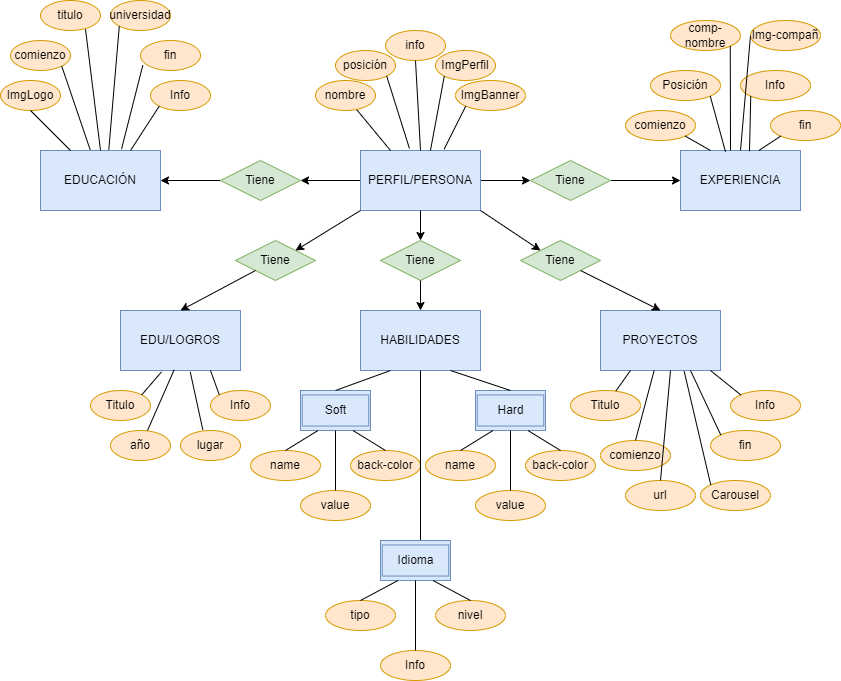 titulo
universidad
comienzo
fin
ImgLogo
Info
info
posición
ImgPerfil
nombre
ImgBanner
comp-
nombre
Img-compañ
Posición
Info
comienzo
fin
EDUCACIÓN
Tiene
PERFIL/PERSONA
Tiene
EXPERIENCIA
Tiene
Tiene
Tiene
EDU/LOGROS
HABILIDADES
PROYECTOS
Titulo
Info
año
lugar
Soft
Hard
name
back-color
value
name
back-color
value
Titulo
Info
comienzo
fin
url
Carousel
Idioma
tipo
nivel
Info